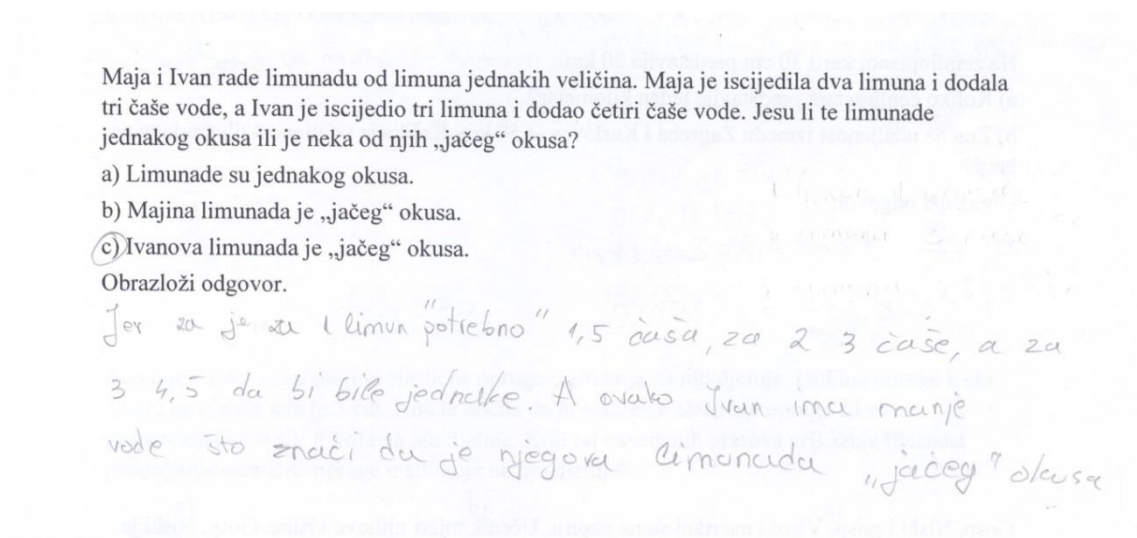 Maja i Ivan rade limunadu od limuna jednakih veličina. Maja je iscijedila dva limuna i dodala
tri čaše vode, a Ivan je iscijedio tri limuna i dodao četiri čaše vode. Jesu li te limunade
jednakog okusa ili je neka od njih „jačeg“ okusa?
a) Limunade su jednakog okusa.
b) Majina limunada je „jačeg“ okusa.
c) Ivanova limunada je „jačeg“ okusa.
Obrazloži odgovor.
Jer za je za 1 limun "potrebno" 1,5 čaša, za 2 3 čaše, a za
3 4,5 da bi bile jednake. A ovako Ivan ima manje
vode što znači da je njegova limunada „jačeg" okusa